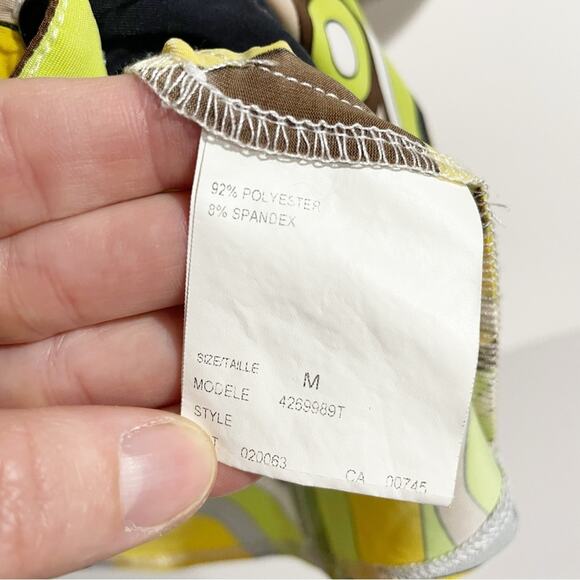 92% POLYESTER
8% SPANDEX
SIZE/TAILLE M
MODELE 4269989T
STYLE
020063 CA 00745